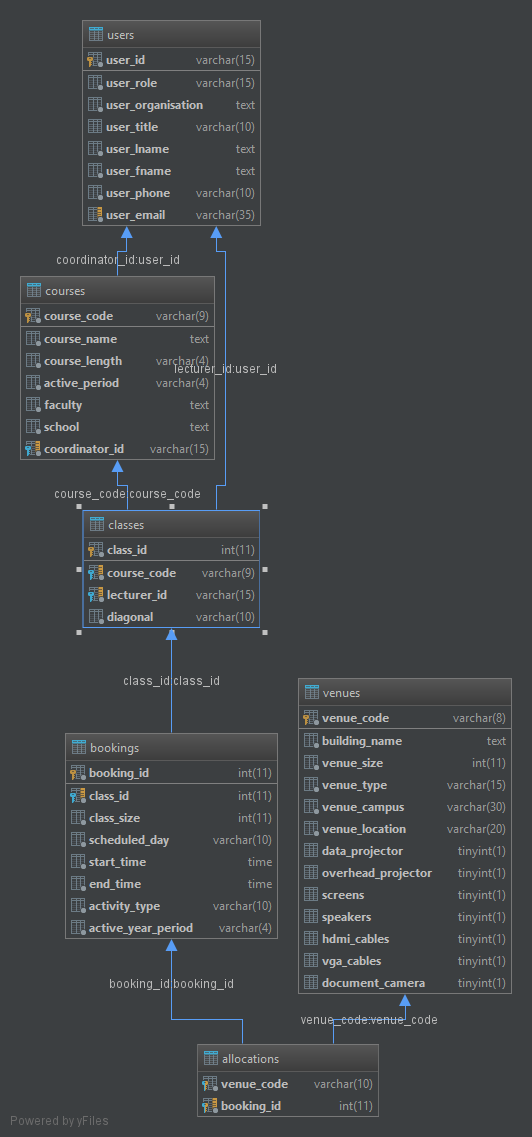 users
user_id varchar(15)
user_role varchar(15)
user_organisation text
user_title varchar(10)
user_lname text
user_fname text
user_phone varchar(10)
user_email varchar(35)
coordinator_id:user_id
courses
course_code varchar(9)
course_name text
course_length varchar(4)
lecturer_id:user_id
active_period varchar(4)
faculty text
school text
coordinator_id varchar(15)
course_code:course_code
classes
class_id int(11)
course_code varchar(9)
lecturer_id varchar(15)
diagonal varchar(10)
class_id:class_id
bookings
booking_id int(11)
class_id int(11)
class_size int(11)
scheduled_day varchar(10)
start_time time
end_time time
activity_type varchar(10)
active_year_period varchar(4)
venues
venue_code varchar(8)
building_name text
venue_size int(11)
venue_type varchar(15)
venue_campus varchar(30)
venue_location varchar(20)
data_projector tinyint(1)
overhead_projector tinyint(1)
screens tinyint(1)
speakers tinyint(1)
hdmi_cables tinyint(1)
vga_cables tinyint(1)
document_camera tinyint(1)
booking_id:booking_id
venue_code:venue_code
allocations
venue_code varchar(10)
booking_id int(11)
Powered by yFiles